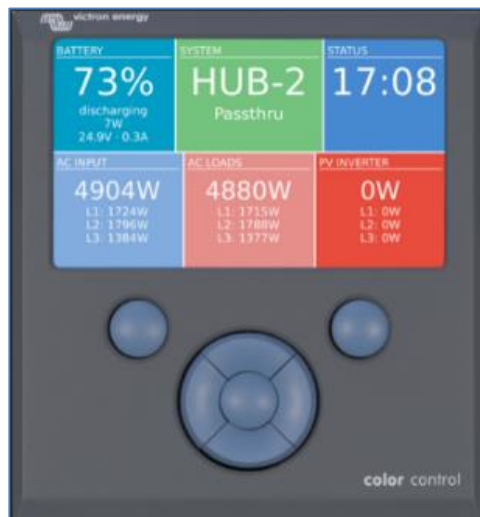 victron energy
BATTERY
73%
discharging
7W
24.9V · 0.3A
SYSTEM
HUB-2
Passthru
STATUS
17:08
AC INPUT
4904W
L1: 1724W
L2: 1796W
L3: 1384W
AC LOADS
4880W
L1: 1715W
L2: 1788W
L3: 1377W
PV INVERTER
0W
L1: 0W
L2: 0W
L3: 0W
color control